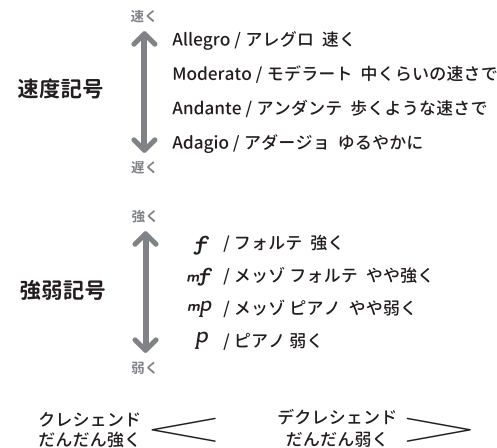 速く
Allegro / アレグロ 速く
Moderato / モデラート 中くらいの速さで
速度記号
Andante / アンダンテ 歩くような速さで
Adagio / アダージョ ゆるやかに
遅く
強く
f / フォルテ 強く
mf / メッゾ フォルテ やや強く
強弱記号
mp / メッゾ ピアノ やや弱く
p / ピアノ 弱く
弱く
クレシェンド
だんだん強く
デクレシェンド
だんだん弱く